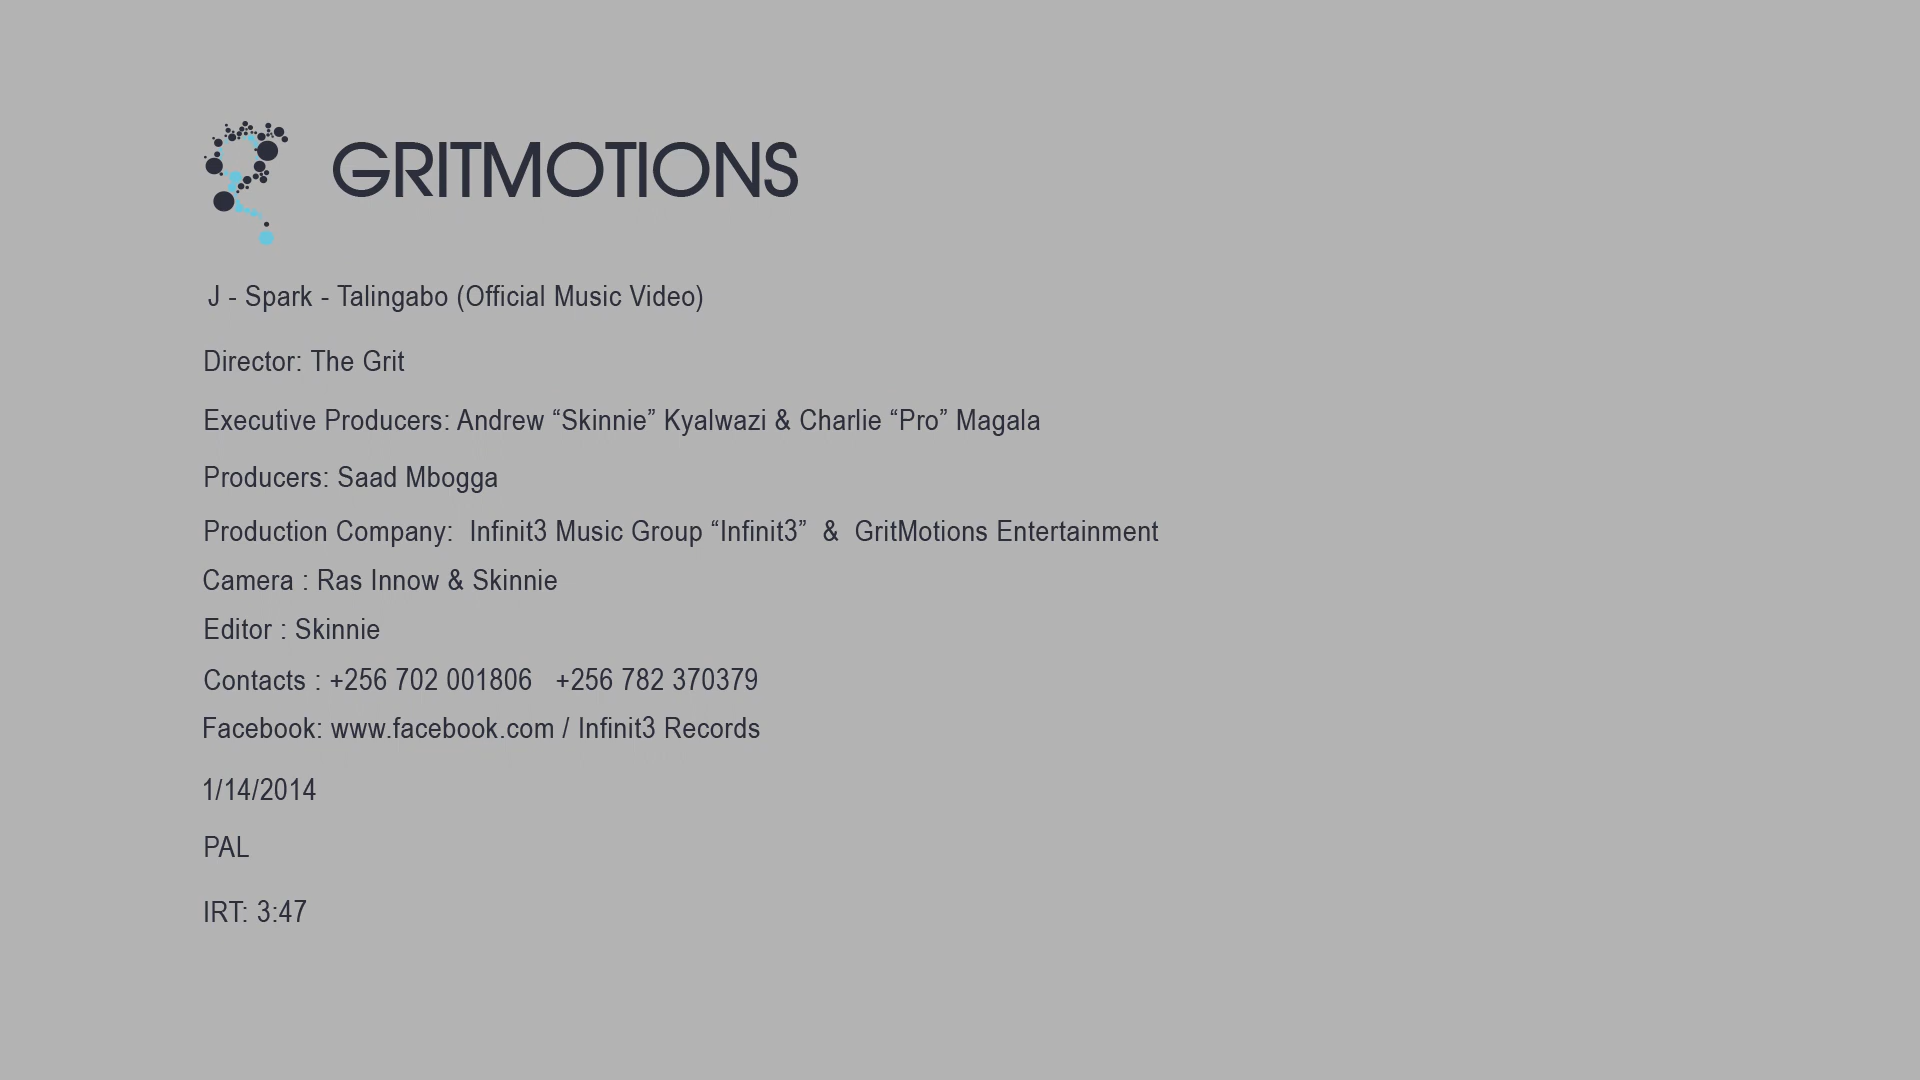 GRITMOTIONS
J - Spark - Talingabo (Official Music Video)
Director: The Grit
Executive Producers: Andrew “Skinnie” Kyalwazi & Charlie “Pro” Magala
Producers: Saad Mbogga
Production Company:  Infinit3 Music Group “Infinit3”  &  GritMotions Entertainment
Camera : Ras Innow & Skinnie
Editor : Skinnie
Contacts : +256 702 001806   +256 782 370379
Facebook: www.facebook.com / Infinit3 Records
1/14/2014
PAL
IRT: 3:47